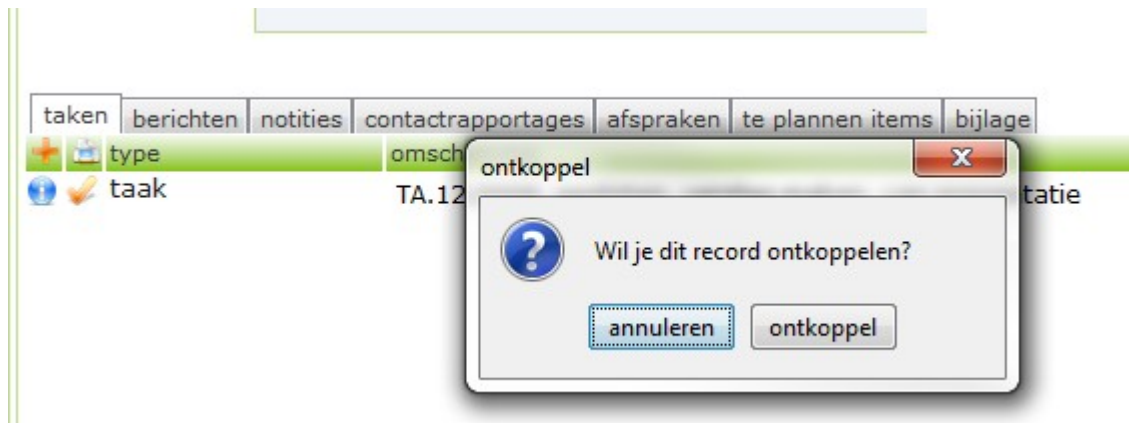 taken berichten notities contactrapportages afspraken te plannen items bijlage
type omsch
taak TA.12 tatie
ontkoppel
Wil je dit record ontkoppelen?
annuleren ontkoppel